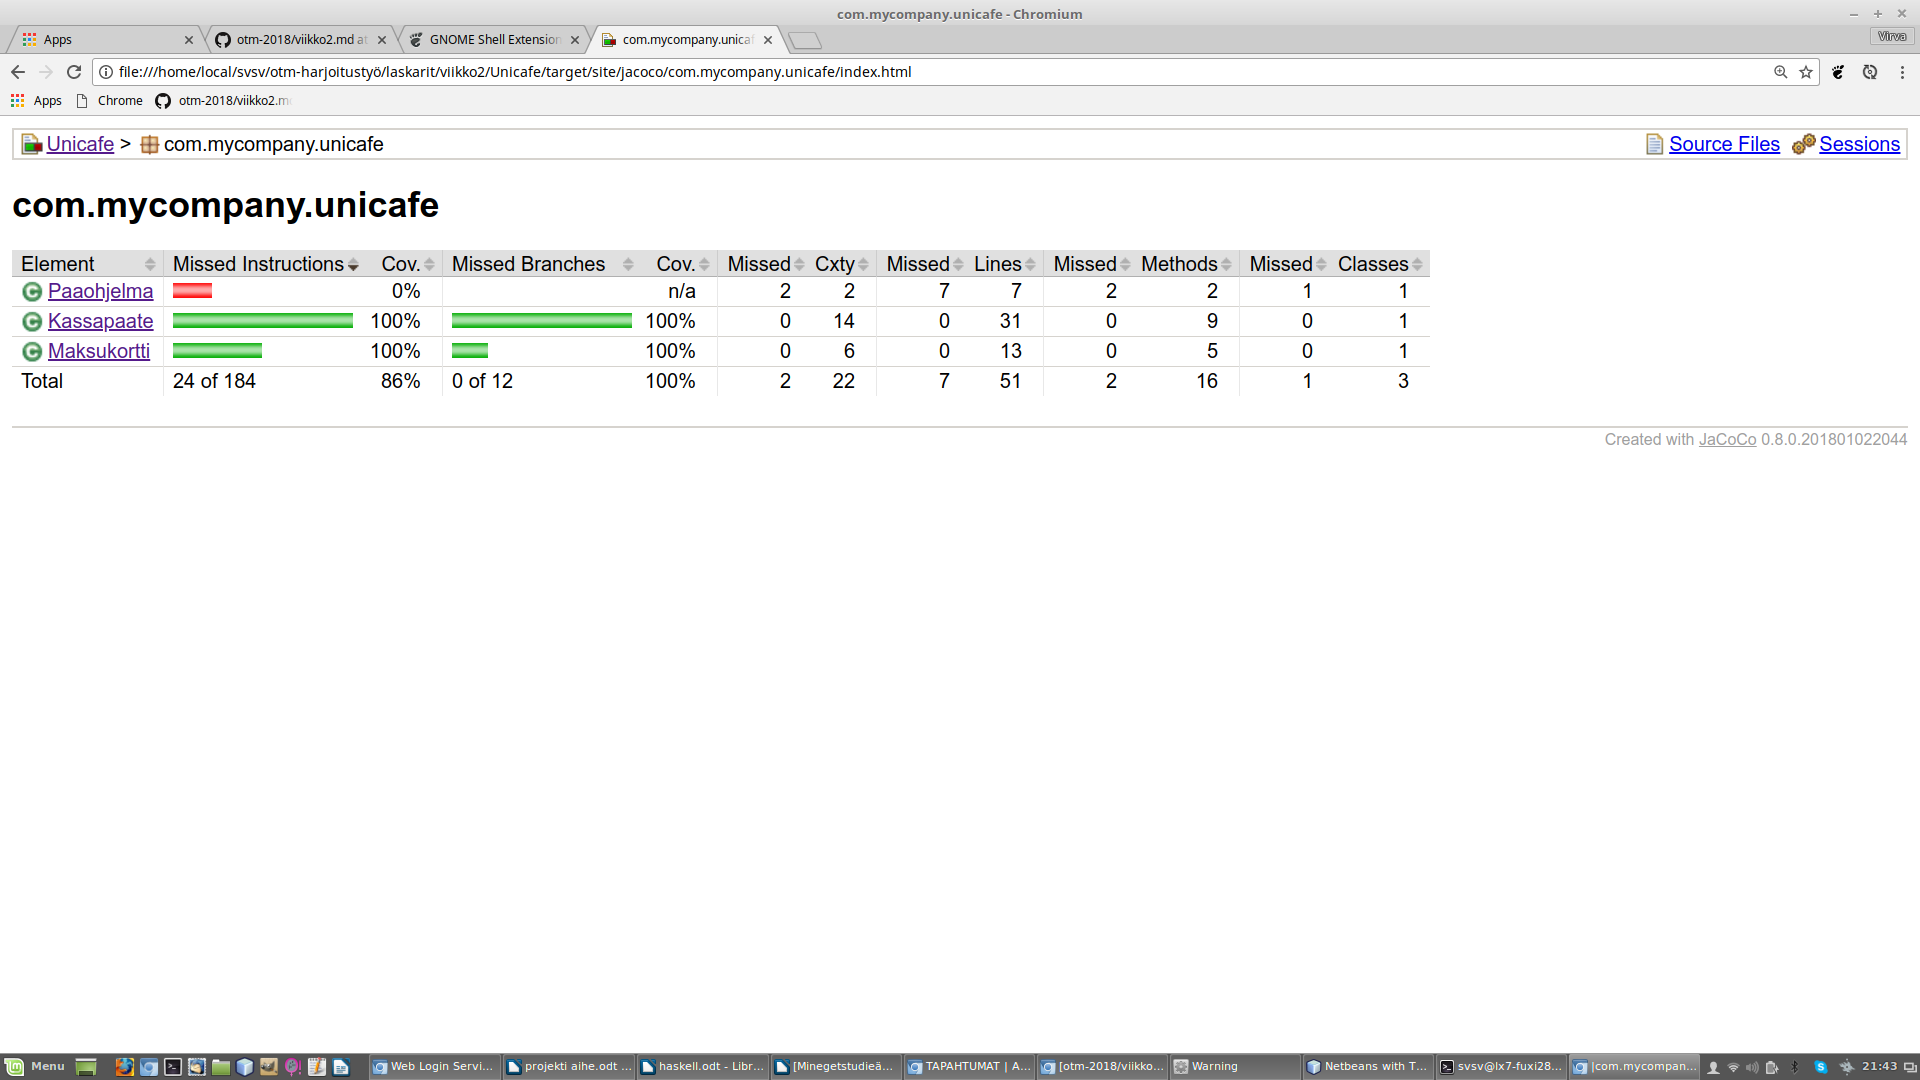 com.mycompany.unicafe - Chromium
Apps
otm-2018/viikko2.md at
GNOME Shell Extension
com.mycompany.unicaf
Virva
file:///home/local/svsv/otm-harjoitustyö/laskarit/viikko2/Unicafe/target/site/jacoco/com.mycompany.unicafe/index.html
Apps Chrome otm-2018/viikko2.m
Unicafe > com.mycompany.unicafe Source Files Sessions
com.mycompany.unicafe
Element Missed Instructions Cov. Missed Branches Cov. Missed Cxty Missed Lines Missed Methods Missed Classes
Paaohjelma 0% n/a 2 2 7 7 2 2 1 1
Kassapaate 100% 100% 0 14 0 31 0 9 0 1
Maksukortti 100% 100% 0 6 0 13 0 5 0 1
Total 24 of 184 86% 0 of 12 100% 2 22 7 51 2 16 1 3
Created with JaCoCo 0.8.0.201801022044
Menu Web Login Servi... projekti aihe.odt ... haskell.odt - Libr... [Minegetstudieä... TAPAHTUMAT | A... [otm-2018/viikko... Warning Netbeans with T... svsv@lx7-fuxi28... |com.mycompan... 21:43